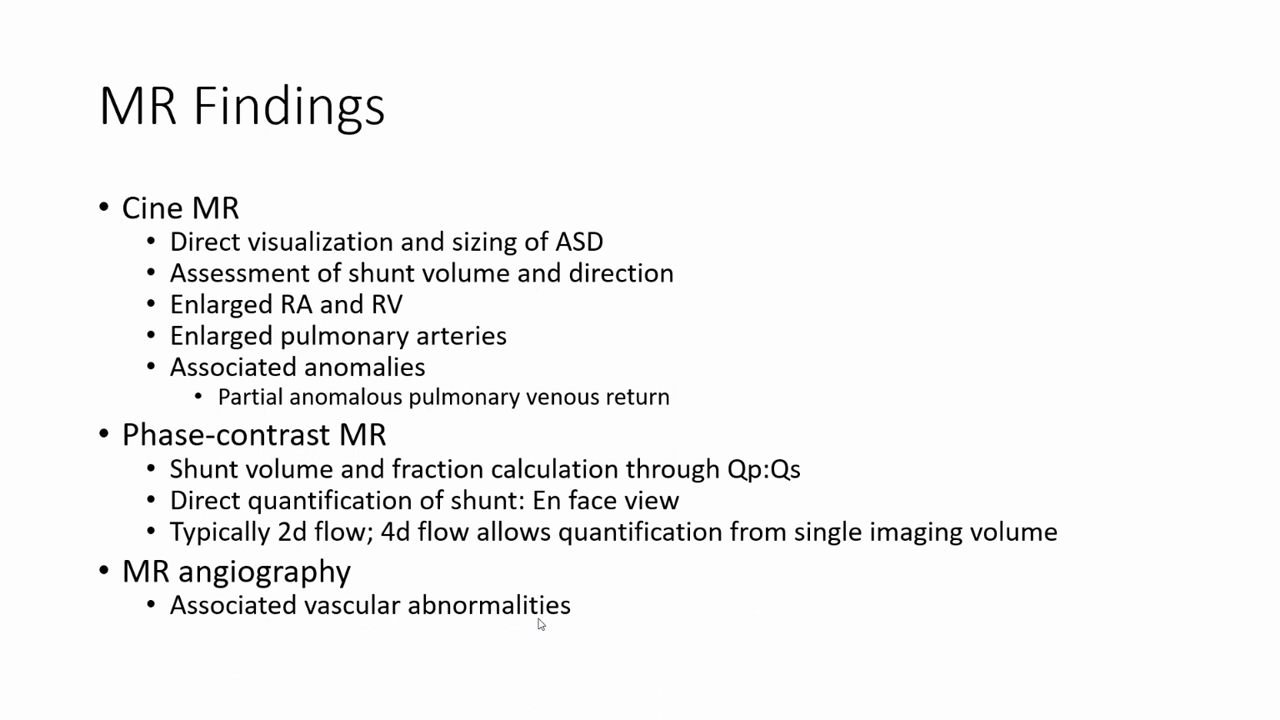 MR Findings
• Cine MR
• Direct visualization and sizing of ASD
• Assessment of shunt volume and direction
• Enlarged RA and RV
• Enlarged pulmonary arteries
• Associated anomalies
• Partial anomalous pulmonary venous return
• Phase-contrast MR
• Shunt volume and fraction calculation through Qp:Qs
• Direct quantification of shunt: En face view
• Typically 2d flow; 4d flow allows quantification from single imaging volume
• MR angiography
• Associated vascular abnormalities